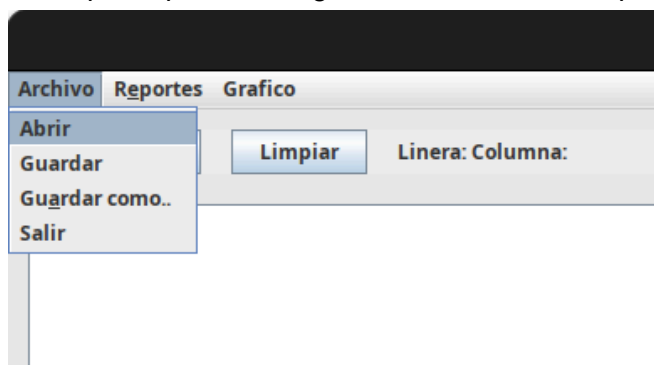 Archivo Reportes Grafico
Abrir
Limpiar Linera: Columna:
Guardar
Guardar como..
Salir